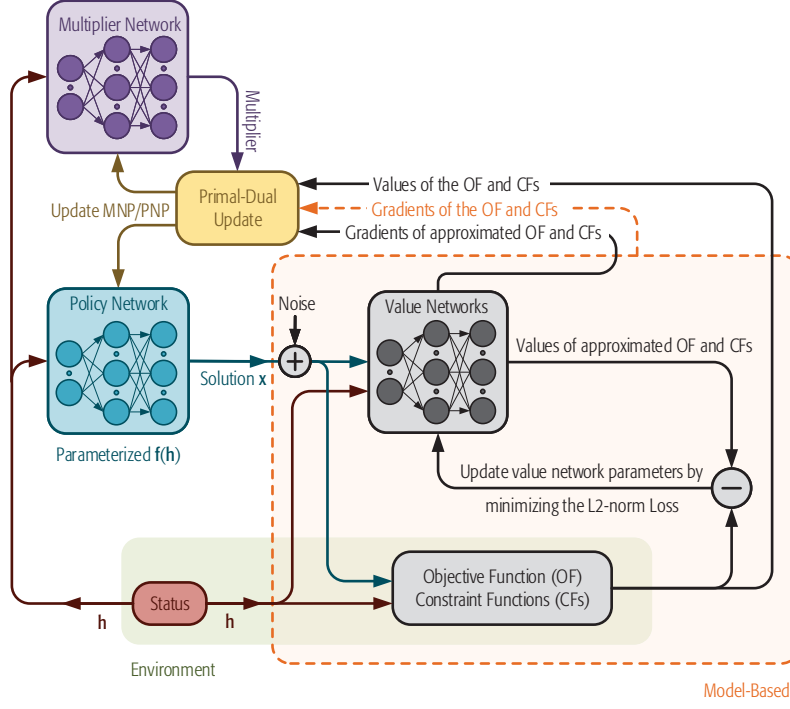 Multiplier Network
Multiplier
Primal-Dual
Update
Values of the OF and CFs
Gradients of the OF and CFs
Gradients of approximated OF and CFs
Update MNP/PNP
Policy Network
Noise
+
Value Networks
Values of approximated OF and CFs
Solution x
Parameterized f(h)
Update value network parameters by
minimizing the L2-norm Loss
−
Objective Function (OF)
Constraint Functions (CFs)
Status
h
h
Environment
Model-Based